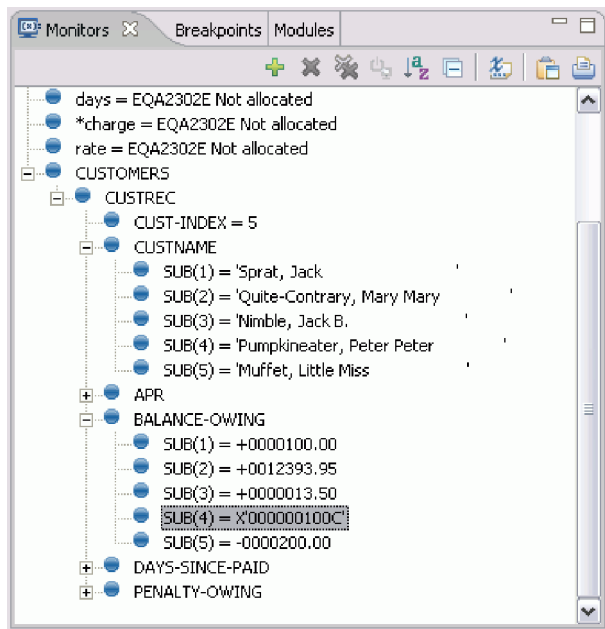 Monitors Breakpoints Modules
days = EQA2302E Not allocated
*charge = EQA2302E Not allocated
rate = EQA2302E Not allocated
CUSTOMERS
CUSTREC
CUST-INDEX = 5
CUSTNAME
SUB(1) = 'Sprat, Jack '
SUB(2) = 'Quite-Contrary, Mary Mary '
SUB(3) = 'Nimble, Jack B. '
SUB(4) = 'Pumpkineater, Peter Peter '
SUB(5) = 'Muffet, Little Miss '
APR
BALANCE-OWING
SUB(1) = +0000100.00
SUB(2) = +0012393.95
SUB(3) = +0000013.50
SUB(4) = X'000000100C'
SUB(5) = -0000200.00
DAYS-SINCE-PAID
PENALTY-OWING